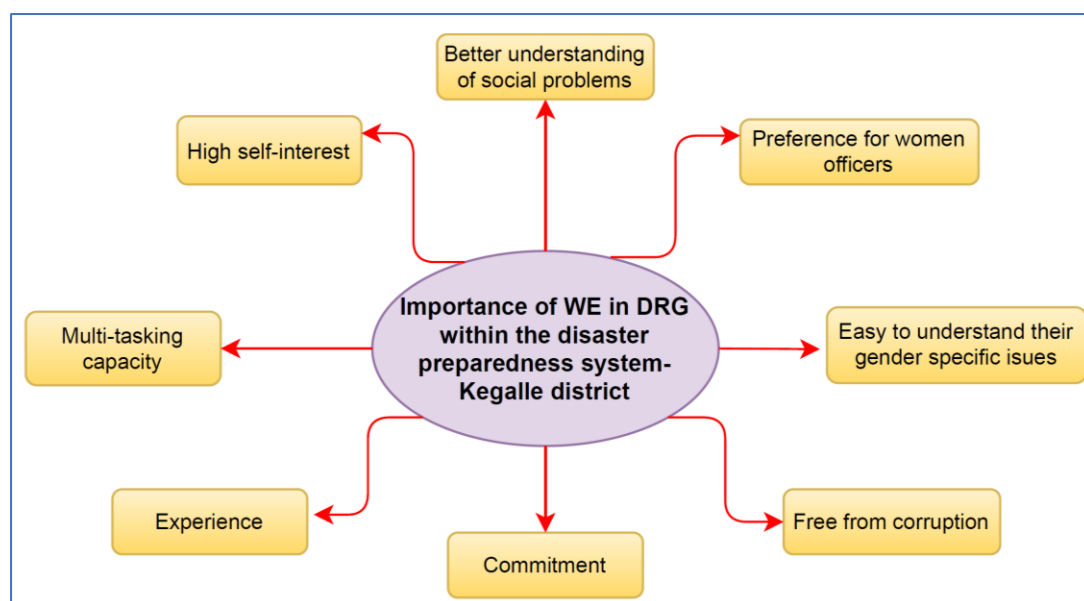 Better understanding
of social problems
High self-interest
Preference for women
officers
Importance of WE in DRG
within the disaster
preparedness system-
Kegalle district
Multi-tasking
capacity
Easy to understand their
gender specific isues
Experience
Commitment
Free from corruption